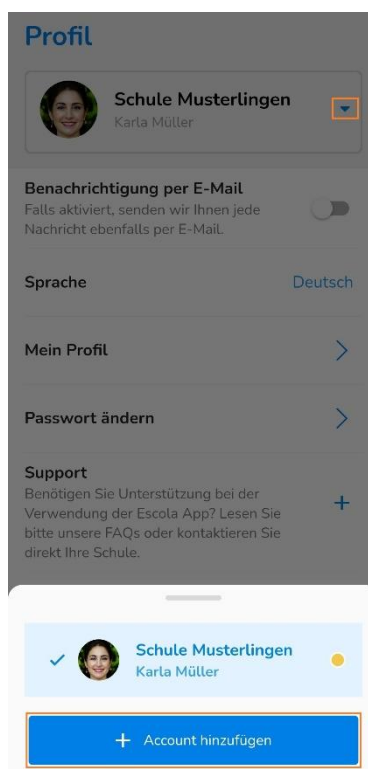 Profil
Schule Musterlingen
Karla Müller
Benachrichtigung per E-Mail
Falls aktiviert, senden wir Ihnen jede
Nachricht ebenfalls per E-Mail.
Sprache
Deutsch
Mein Profil
Passwort ändern
Support
Benötigen Sie Unterstützung bei der
Verwendung der Escola App? Lesen Sie
bitte unsere FAQs oder kontaktieren Sie
direkt Ihre Schule.
Schule Musterlingen
Karla Müller
+ Account hinzufügen